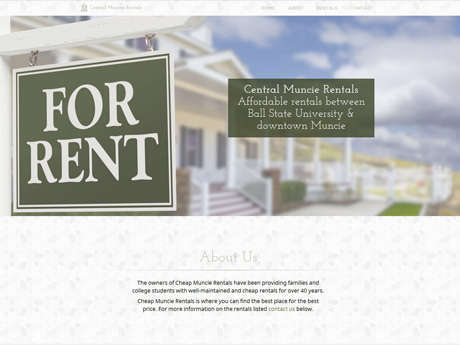 Central Muncie Rentals
HOME ABOUT RENTALS CONTACT
FOR
RENT
Central Muncie Rentals
Affordable rentals between
Ball State University &
downtown Muncie
About Us
The owners of Cheap Muncie Rentals have been providing families and
college students with well-maintained and cheap rentals for over 40 years.
Cheap Muncie Rentals is where you can find the best place for the best
price. For more information on the rentals listed contact us below.